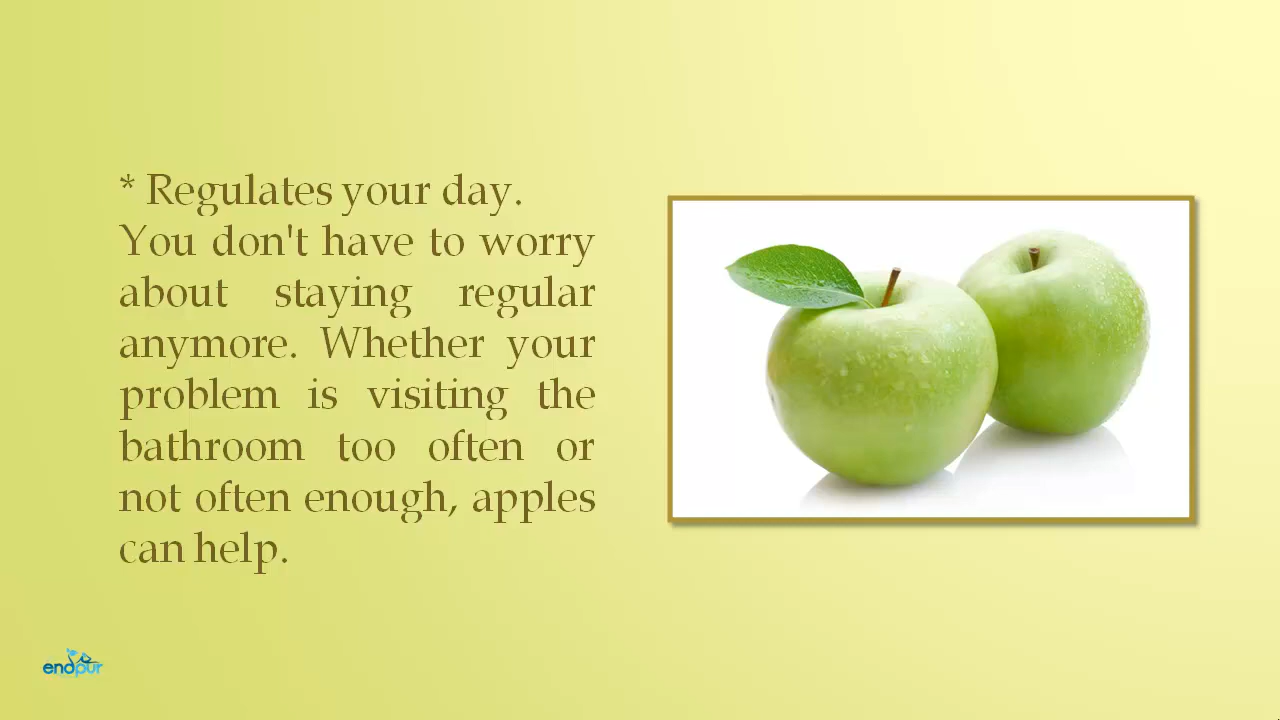 * Regulates your day.
You don't have to worry
about staying regular
anymore. Whether your
problem is visiting the
bathroom too often or
not often enough, apples
can help.
endpur